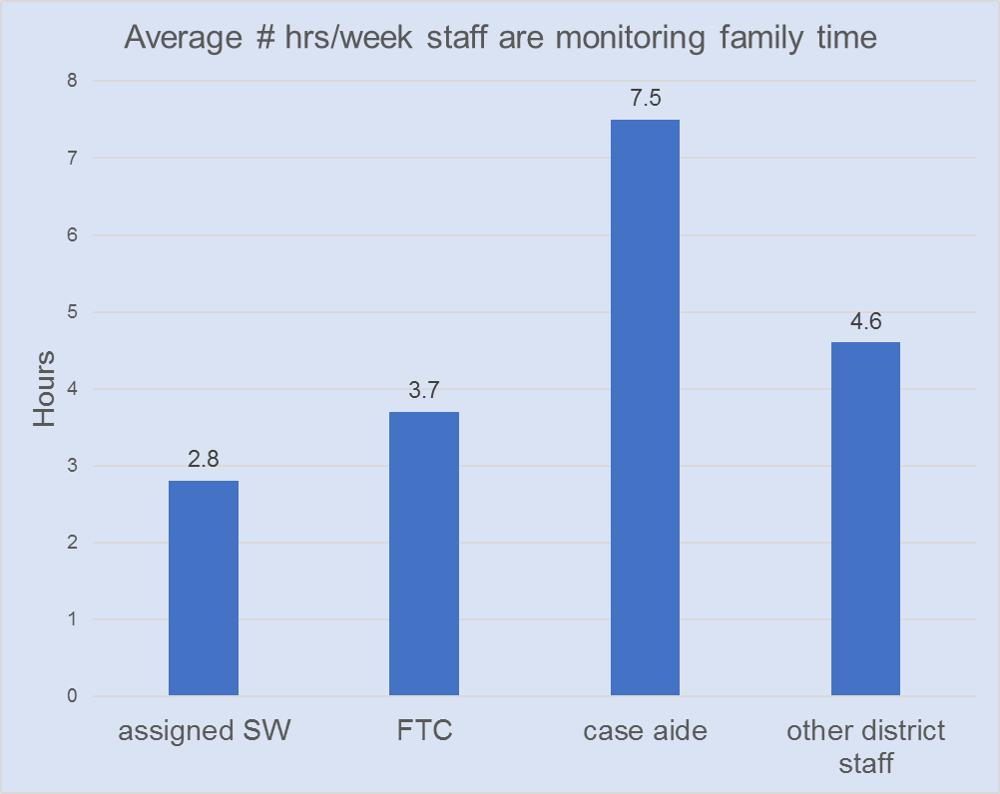 Average # hrs/week staff are monitoring family time
8
7
6
5
4
3
2
1
0
Hours
2.8
3.7
7.5
4.6
assigned SW
FTC
case aide
other district
staff